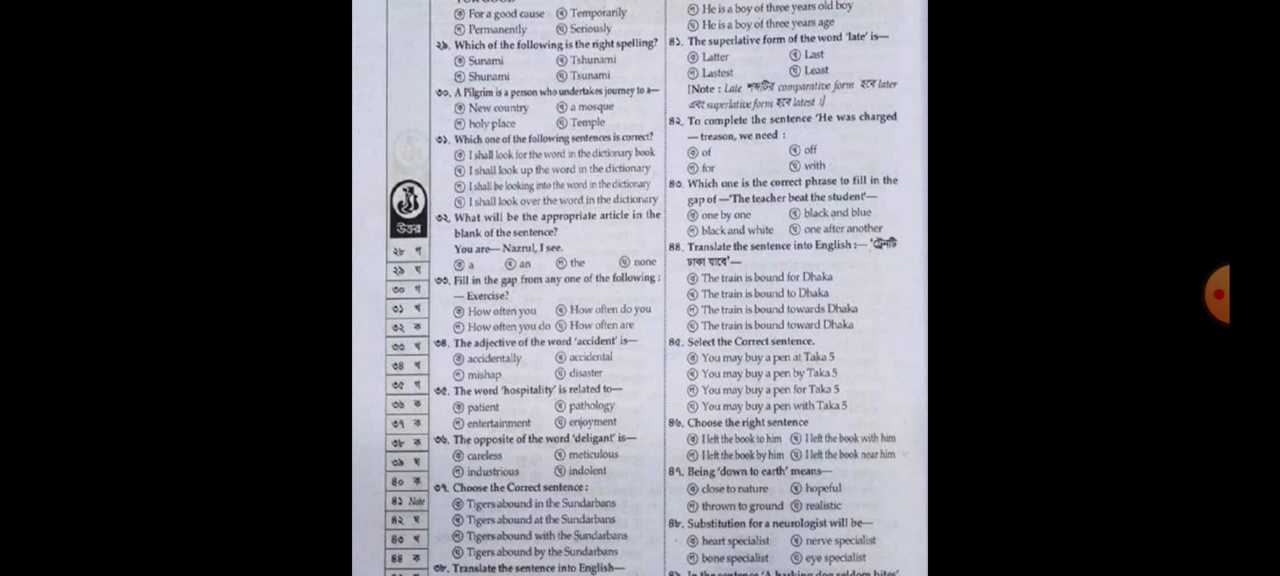 FOR GOOD
ⓚ For a good cause ⓛ Temporarily
গ Permanently ঘ Seriously
২৯. Which of the following is the right spelling?
ক Sunami খ Tshunami
গ Shunami ঘ Tsunami
৩০. A Pilgrim is a person who undertakes journey to a—
ক New country খ a mosque
গ holy place ঘ Temple
৩১. Which one of the following sentences is correct?
ক I shall look for the word in the dictionary book
খ I shall look up the word in the dictionary
গ I shall be looking into the word in the dictionary
ঘ I shall look over the word in the dictionary
৩২. What will be the appropriate article in the
blank of the sentence?
You are— Nazrul, I see.
ক a খ an গ the ঘ none
৩৩. Fill in the gap from any one of the following :
— Exercise?
ক How often you খ How often do you
গ How often you do ঘ How often are
৩৪. The adjective of the word 'accident' is—
ক accidentally খ accidental
গ mishap ঘ disaster
৩৫. The word 'hospitality' is related to—
ক patient খ pathology
গ entertainment ঘ enjoyment
৩৬. The opposite of the word 'deligant' is—
ক careless খ meticulous
গ industrious ঘ indolent
৩৭. Choose the Correct sentence :
ক Tigers abound in the Sundarbans
খ Tigers abound at the Sundarbans
গ Tigers abound with the Sundarbans
ঘ Tigers abound by the Sundarbans
৩৮. Translate the sentence into English—
গ He is a boy of three years old boy
ঘ He is a boy of three years age
৪১. The superlative form of the word 'late' is—
ক Latter খ Last
গ Lastest ঘ Least
[Note : Late শব্দটির comparative form হবে later
এবং superlative form হবে latest ।]
৪২. To complete the sentence 'He was charged
— treason, we need :
ক of খ off
গ for ঘ with
৪৩. Which one is the correct phrase to fill in the
gap of —'The teacher beat the student'—
ক one by one খ black and blue
গ black and white ঘ one after another
৪৪. Translate the sentence into English :— 'ট্রেনটি
ঢাকা যাবে'—
ক The train is bound for Dhaka
খ The train is bound to Dhaka
গ The train is bound towards Dhaka
ঘ The train is bound toward Dhaka
৪৫. Select the Correct sentence.
ক You may buy a pen at Taka 5
খ You may buy a pen by Taka 5
গ You may buy a pen for Taka 5
ঘ You may buy a pen with Taka 5
৪৬. Choose the right sentence
ক I left the book to him খ I left the book with him
গ I left the book by him ঘ I left the book near him
৪৭. Being 'down to earth' means—
ক close to nature খ hopeful
গ thrown to ground ঘ realistic
৪৮. Substitution for a neurologist will be—
ক heart specialist খ nerve specialist
গ bone specialist ঘ eye specialist
৪৯. In the sentence 'A barking dog seldom bites'
উত্তর
২৮ গ
২৯ ঘ
৩০ গ
৩১ খ
৩২ ক
৩৩ খ
৩৪ খ
৩৫ গ
৩৬ ক
৩৭ ক
৩৮ ক
৩৯ ঘ
৪০ ক
৪১ Note
৪২ ঘ
৪৩ খ
৪৪ ক